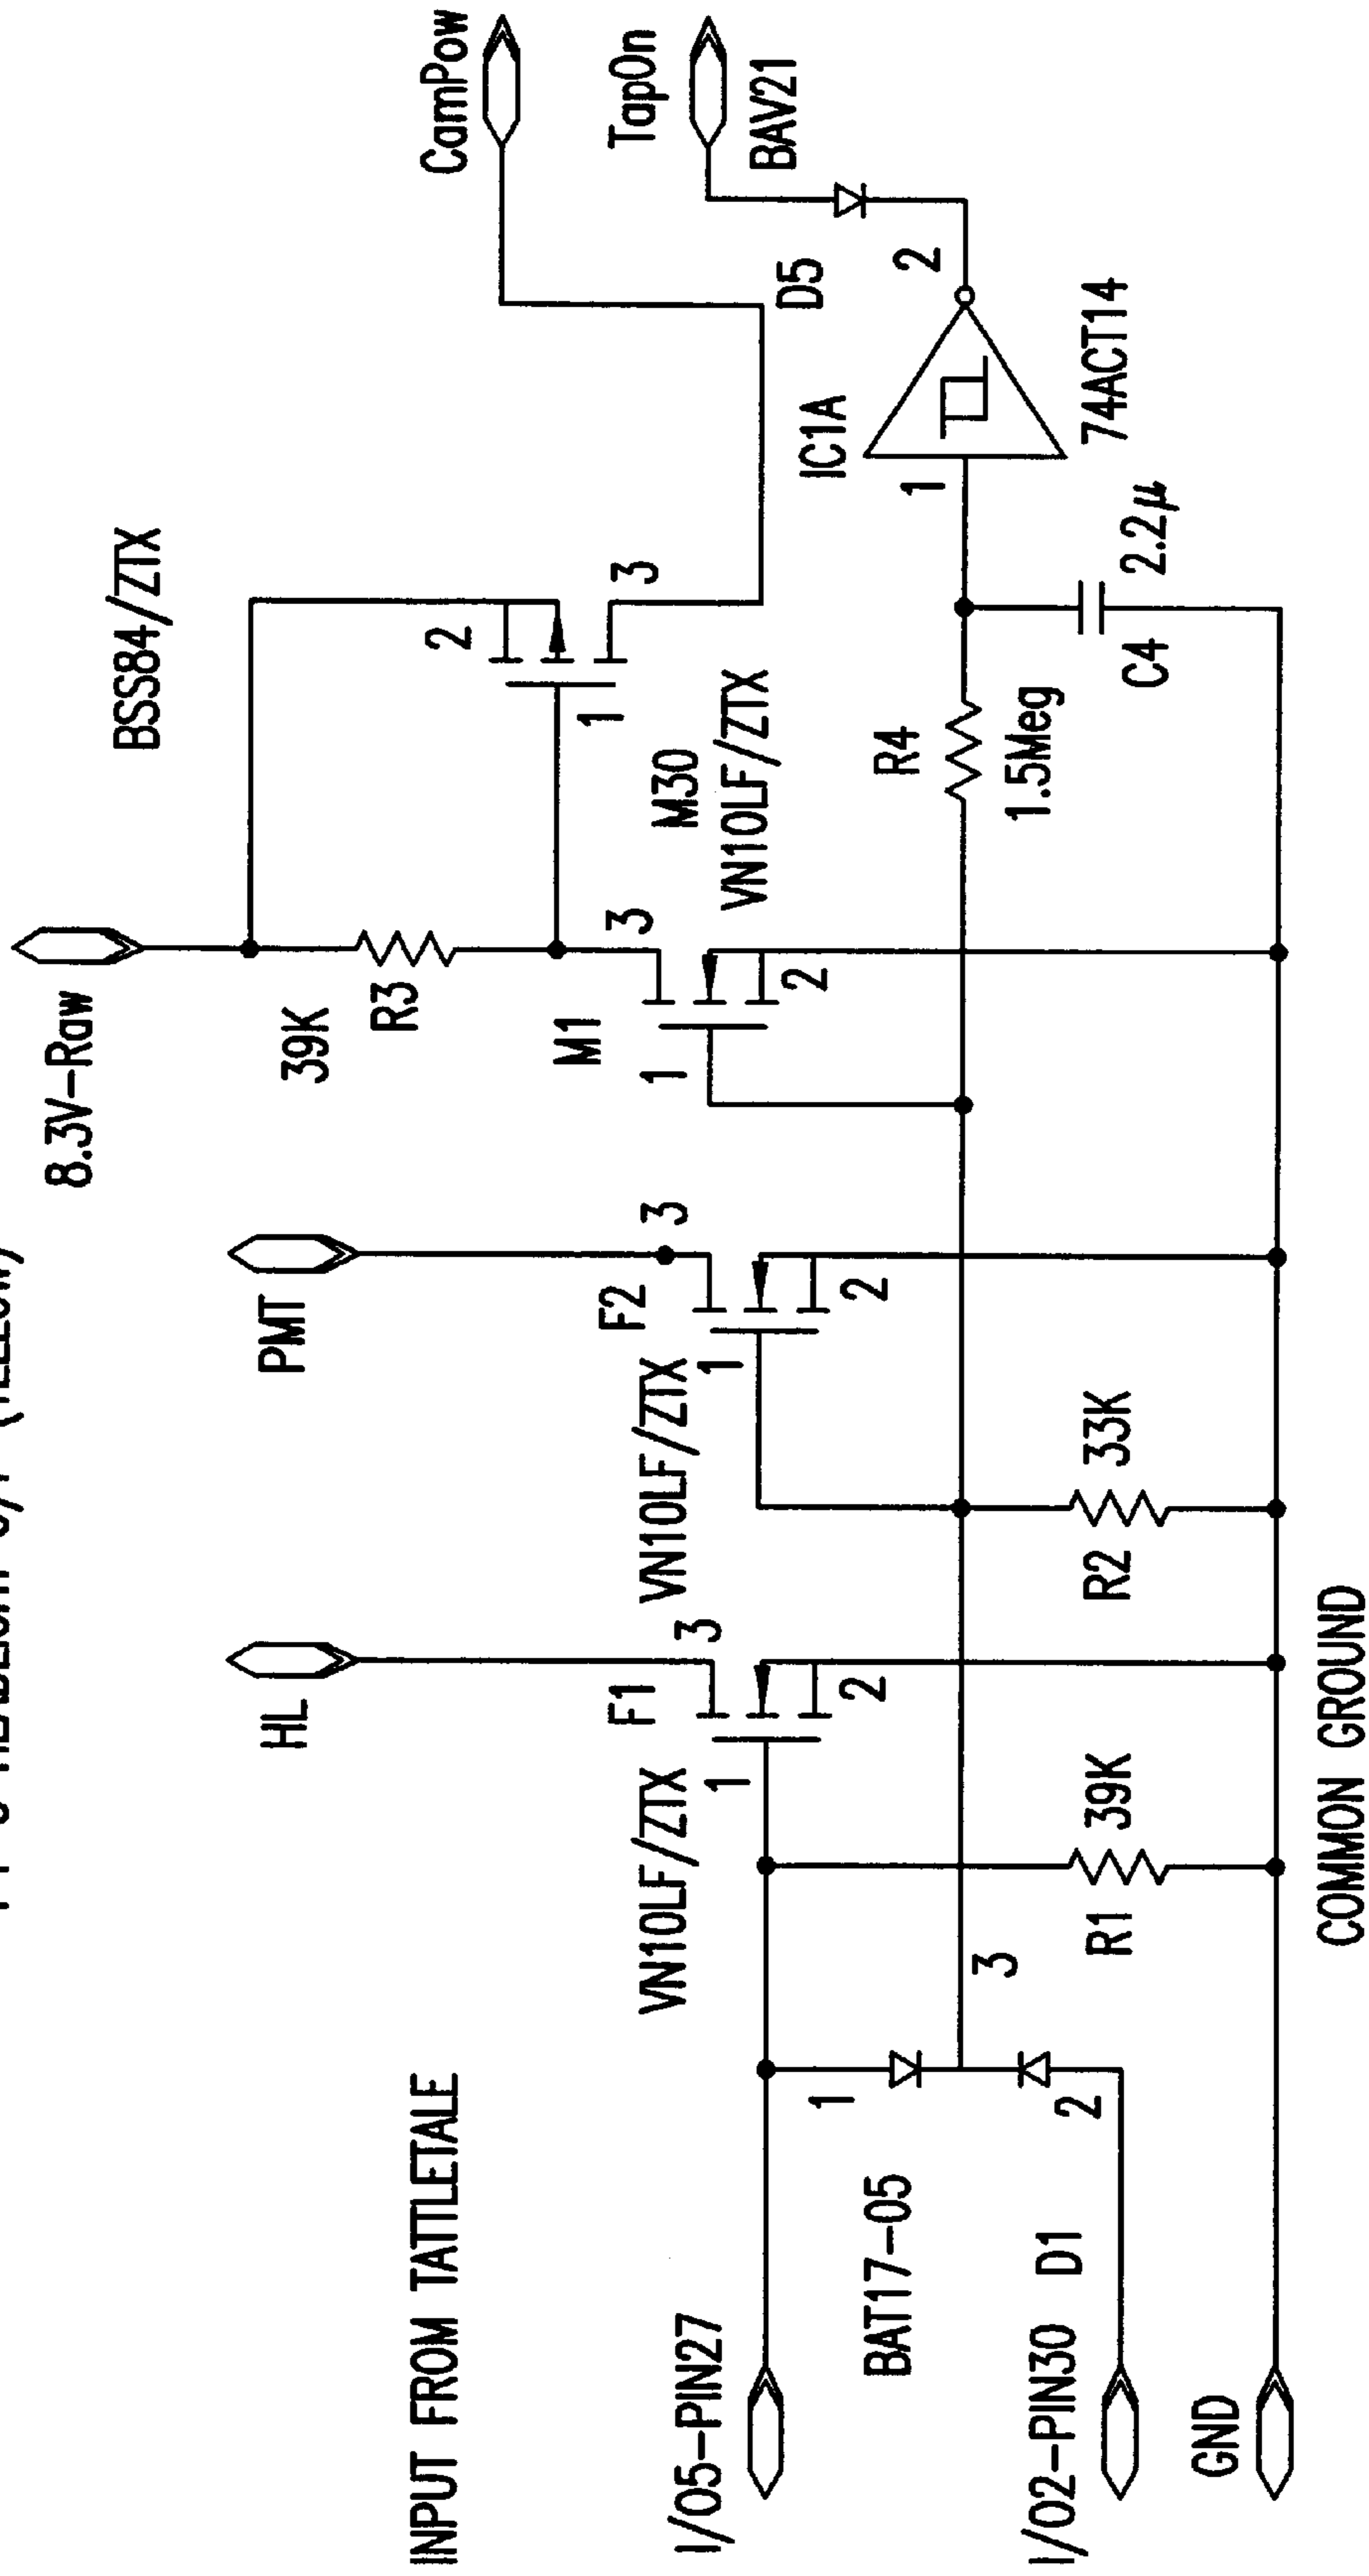 8.3V-Raw
PMT
HL
INPUT FROM TATTLETALE
I/O5-PIN27
I/O2-PIN30 D1
GND
BAT17-05
1
2
3
VN10LF/ZTX
F1
1
3
2
R1 39K
VN10LF/ZTX
F2
1
3
2
R2 33K
39K
R3
M1
1
3
2
M30
VN10LF/ZTX
BSS84/ZTX
2
1
3
R4
1.5Meg
C4
2.2μ
IC1A
1
2
74ACT14
D5
BAV21
CamPow
TapOn
COMMON GROUND